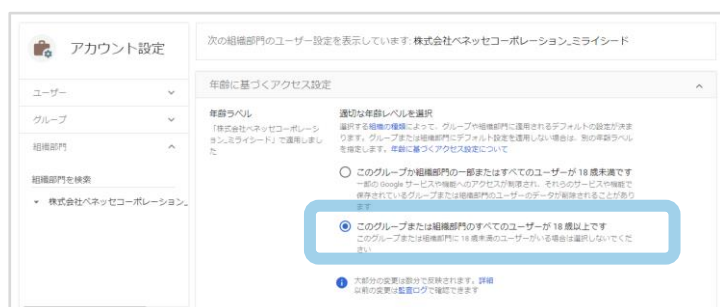 アカウント設定
次の組織部門のユーザー設定を表示しています: 株式会社ベネッセコーポレーション_ミライシード
ユーザー
グループ
組織部門
組織部門を検索
株式会社ベネッセコーポレーション_
年齢に基づくアクセス設定
年齢ラベル
「株式会社ベネッセコーポレーシ
ョン_ミライシード」で適用しまし
た
適切な年齢レベルを選択
選択する組織の種類によって、グループや組織部門に適用されるデフォルトの設定が決ま
ります。グループまたは組織部門にデフォルト設定を適用しない場合は、別の年齢ラベル
を指定します。年齢に基づくアクセス設定について
このグループか組織部門の一部またはすべてのユーザーが 18 歳未満です
一部の Google サービスや機能へのアクセスが制限され、それらのサービスや機能で
保存されているグループまたは組織部門のユーザーのデータが削除されることがあり
ます
このグループまたは組織部門のすべてのユーザーが 18 歳以上です
このグループまたは組織部門に 18 歳未満のユーザーがいる場合は選択しないでくだ
さい
大部分の変更は数分で反映されます。詳細
以前の変更は監査ログで確認できます